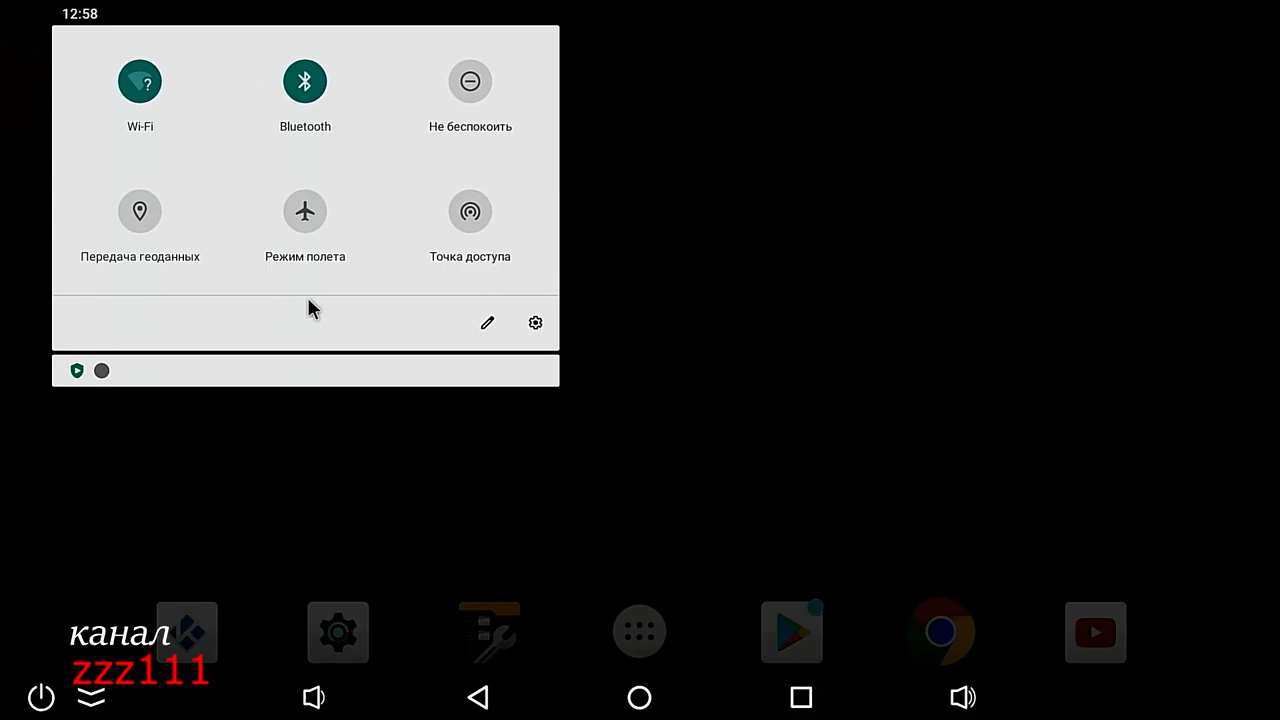 12:58
Wi-Fi
Bluetooth
Не беспокоить
Передача геоданных
Режим полета
Точка доступа
канал
zzz111